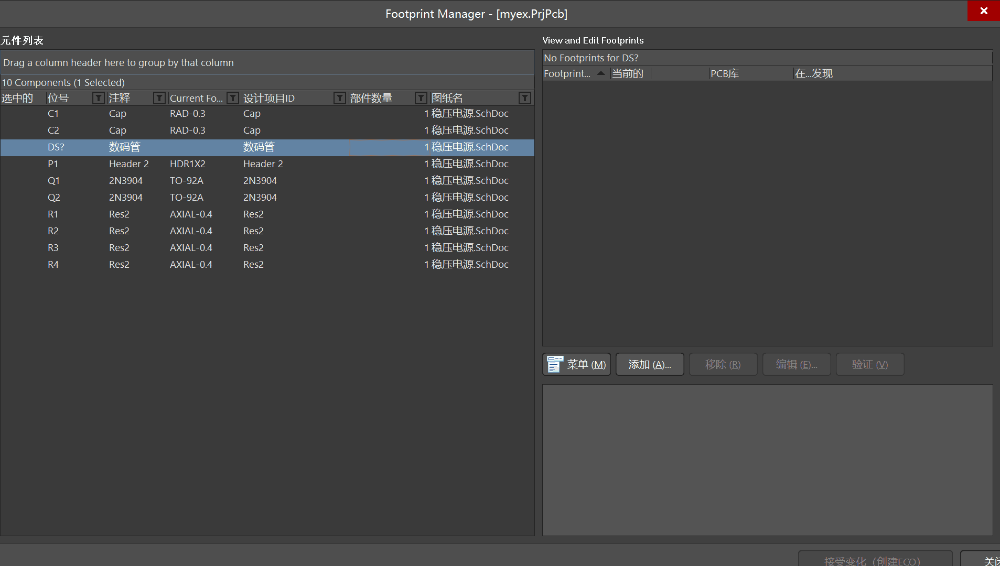 Footprint Manager - [myex.PrjPcb]
元件列表
Drag a column header here to group by that column
10 Components (1 Selected)
选中的 位号 注释 Current Fo... 设计项目ID 部件数量 图纸名
C1 Cap RAD-0.3 Cap 1 稳压电源.SchDoc
C2 Cap RAD-0.3 Cap 1 稳压电源.SchDoc
DS? 数码管 数码管 1 稳压电源.SchDoc
P1 Header 2 HDR1X2 Header 2 1 稳压电源.SchDoc
Q1 2N3904 TO-92A 2N3904 1 稳压电源.SchDoc
Q2 2N3904 TO-92A 2N3904 1 稳压电源.SchDoc
R1 Res2 AXIAL-0.4 Res2 1 稳压电源.SchDoc
R2 Res2 AXIAL-0.4 Res2 1 稳压电源.SchDoc
R3 Res2 AXIAL-0.4 Res2 1 稳压电源.SchDoc
R4 Res2 AXIAL-0.4 Res2 1 稳压电源.SchDoc
View and Edit Footprints
No Footprints for DS?
Footprint... 当前的 PCB库 在...发现
菜单 (M) 添加 (A)... 移除 (R) 编辑 (E)... 验证 (V)
接受变化（创建ECO） 关闭